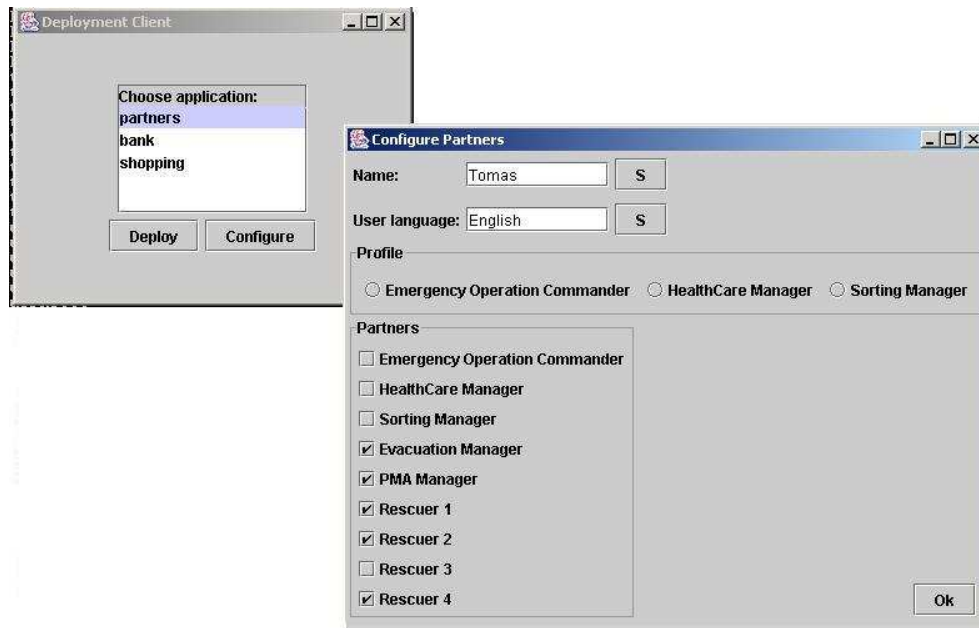 Deployment Client
Choose application:
partners
bank
shopping
Deploy Configure
Configure Partners
Name: Tomas S
User language: English S
Profile
Emergency Operation Commander HealthCare Manager Sorting Manager
Partners
Emergency Operation Commander
HealthCare Manager
Sorting Manager
Evacuation Manager
PMA Manager
Rescuer 1
Rescuer 2
Rescuer 3
Rescuer 4
Ok